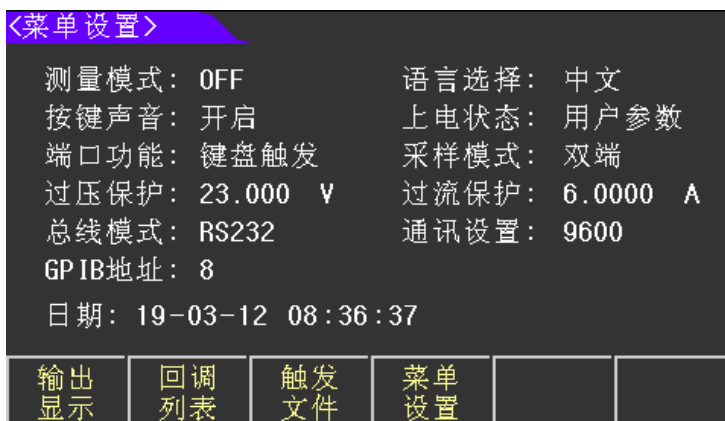 <菜单设置>
测量模式: OFF 语言选择: 中文
按键声音: 开启 上电状态: 用户参数
端口功能: 键盘触发 采样模式: 双端
过压保护: 23.000 V 过流保护: 6.0000 A
总线模式: RS232 通讯设置: 9600
GPIB地址: 8
日期: 19-03-12 08:36:37
输出 回调 触发 菜单
显示 列表 文件 设置